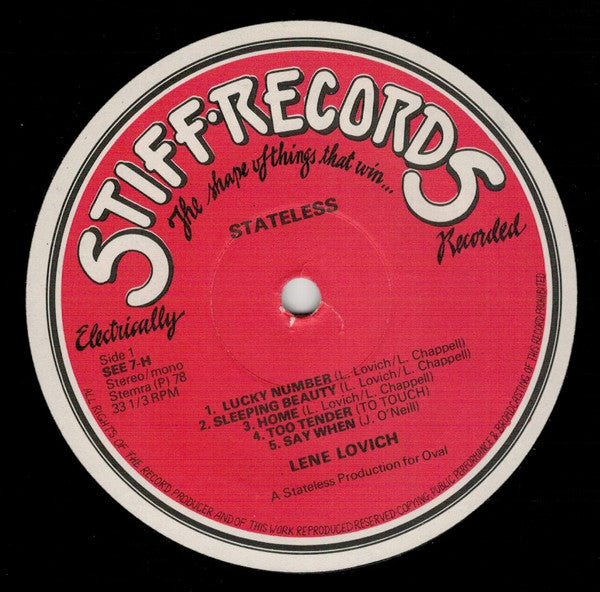 STIFF·RECORDS
The shape of things that win...
STATELESS
Electrically
Recorded
Side 1
SEE 7-H
Stereo/mono
Stemra (P) 78
33 1/3 RPM
1. LUCKY NUMBER (L. Lovich/L. Chappell)
2. SLEEPING BEAUTY (L. Lovich/L. Chappell)
3. HOME (L. Lovich/L. Chappell)
4. TOO TENDER (TO TOUCH)
5. SAY WHEN (J. O'Neill)
LENE LOVICH
A Stateless Production for Oval
ALL RIGHTS OF THE RECORD PRODUCER AND OF THIS WORK REPRODUCED RESERVED. COPYING PUBLIC PERFORMANCE & BROADCASTING OF THIS RECORD PROHIBITED